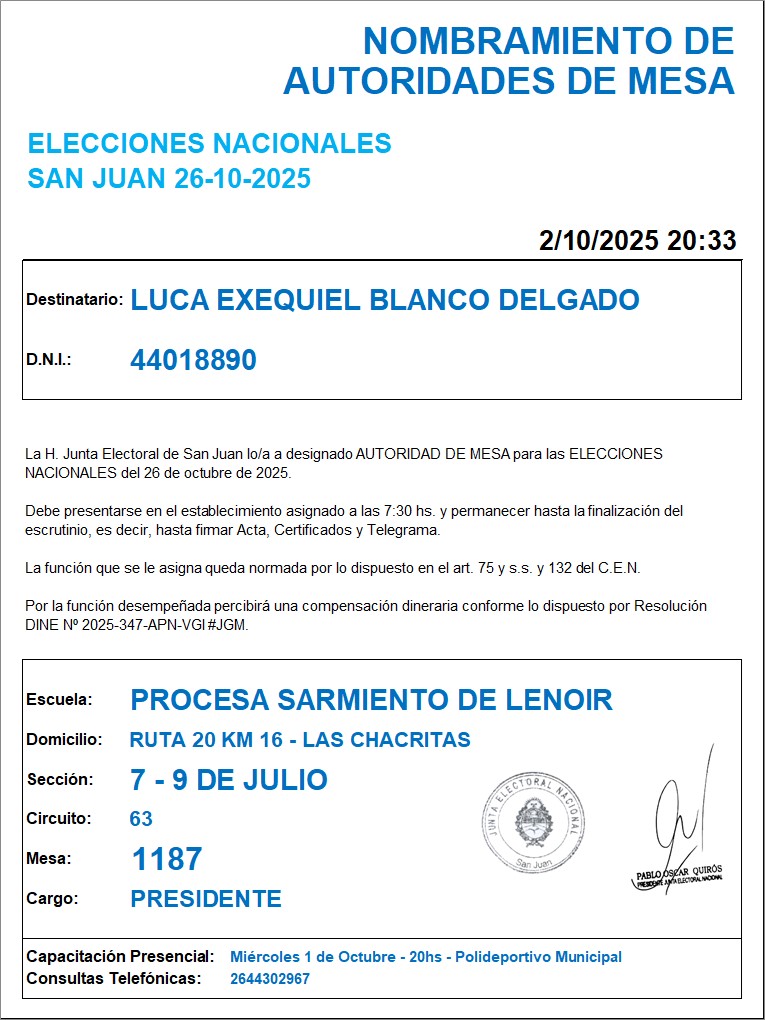 NOMBRAMIENTO DE
AUTORIDADES DE MESA
ELECCIONES NACIONALES
SAN JUAN 26-10-2025
2/10/2025 20:33
Destinatario: LUCA EXEQUIEL BLANCO DELGADO
D.N.I.: 44018890
La H. Junta Electoral de San Juan lo/a a designado AUTORIDAD DE MESA para las ELECCIONES
NACIONALES del 26 de octubre de 2025.
Debe presentarse en el establecimiento asignado a las 7:30 hs. y permanecer hasta la finalización del
escrutinio, es decir, hasta firmar Acta, Certificados y Telegrama.
La función que se le asigna queda normada por lo dispuesto en el art. 75 y s.s. y 132 del C.E.N.
Por la función desempeñada percibirá una compensación dineraria conforme lo dispuesto por Resolución
DINE Nº 2025-347-APN-VGI#JGM.
Escuela: PROCESA SARMIENTO DE LENOIR
Domicilio: RUTA 20 KM 16 - LAS CHACRITAS
Sección: 7 - 9 DE JULIO
Circuito: 63
Mesa: 1187
Cargo: PRESIDENTE
JUNTA ELECTORAL NACIONAL
San Juan
PABLO OSCAR QUIRÓS
PRESIDENTE JUNTA ELECTORAL NACIONAL
Capacitación Presencial: Miércoles 1 de Octubre - 20hs - Polideportivo Municipal
Consultas Telefónicas: 2644302967